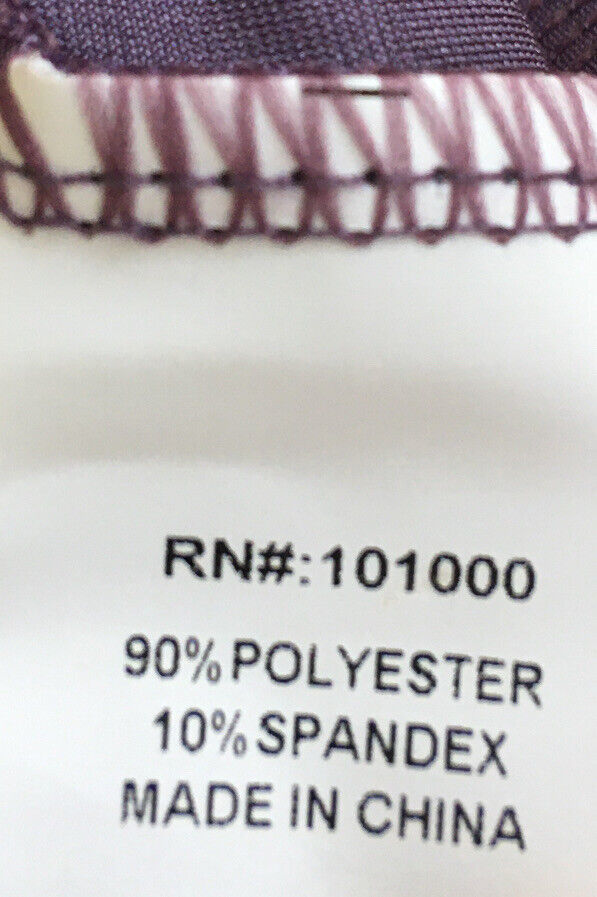 RN#:101000
90% POLYESTER
10% SPANDEX
MADE IN CHINA